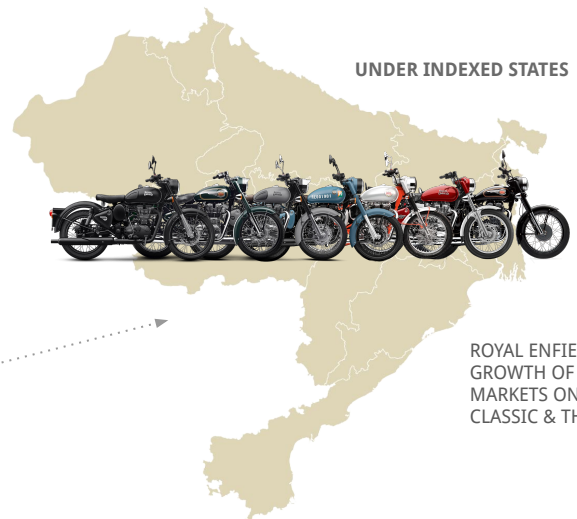 UNDER INDEXED STATES
ROYAL ENFIE
GROWTH OF
MARKETS ON
CLASSIC & TH